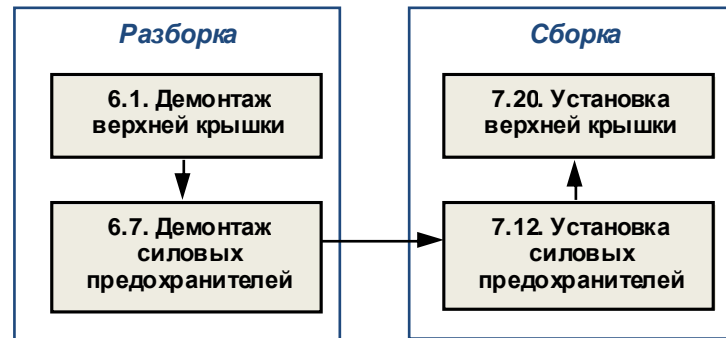 Разборка
6.1. Демонтаж
верхней крышки
6.7. Демонтаж
силовых
предохранителей
Сборка
7.20. Установка
верхней крышки
7.12. Установка
силовых
предохранителей